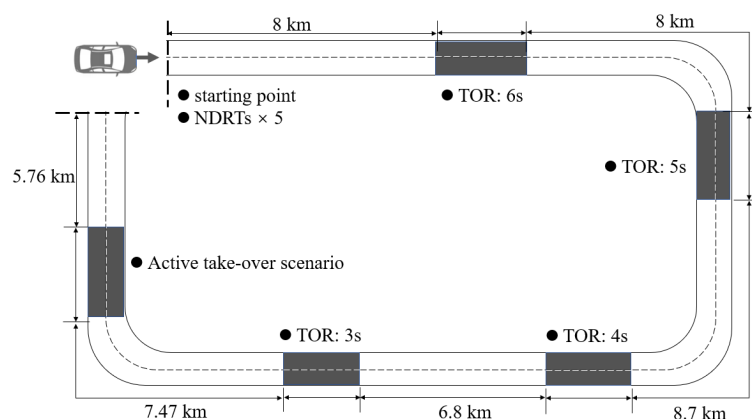 8 km
8 km
● starting point
● NDRTs × 5
● TOR: 6s
5.76 km
● TOR: 5s
● Active take-over scenario
● TOR: 3s
● TOR: 4s
7.47 km
6.8 km
8.7 km